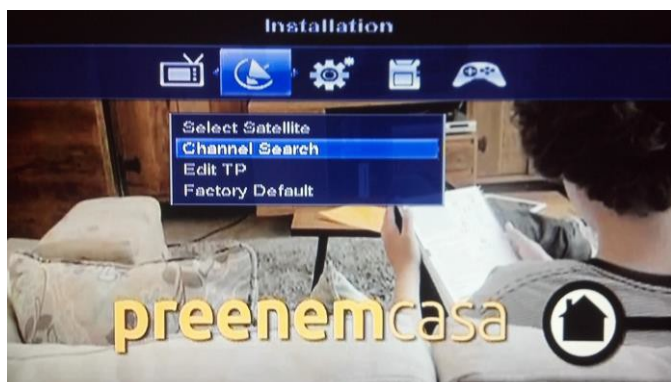 Installation
Select Satellite
Channel Search
Edit TP
Factory Default
preenemcasa